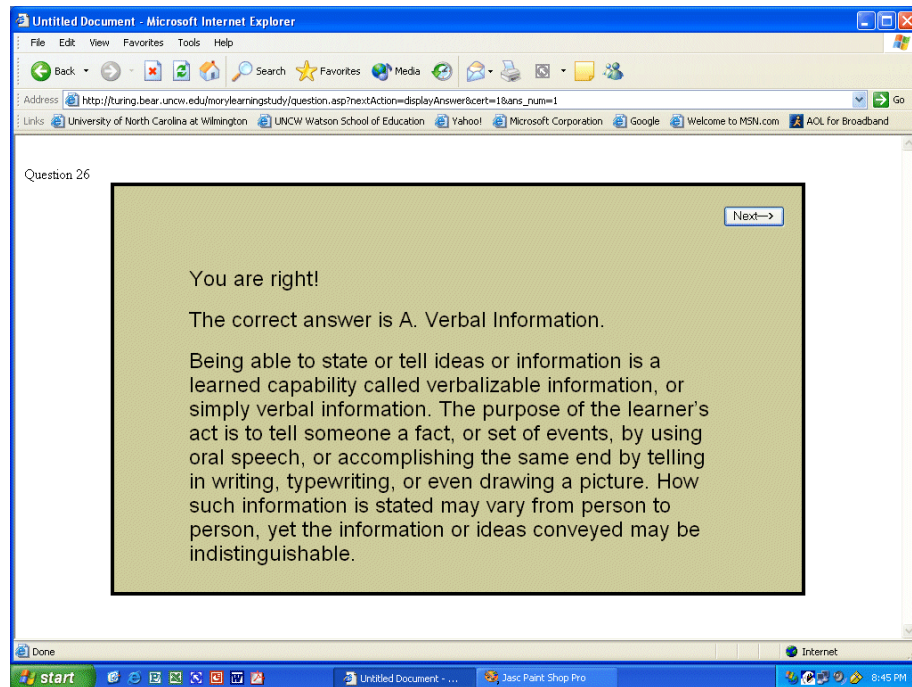 Untitled Document - Microsoft Internet Explorer
File Edit View Favorites Tools Help
Back Search Favorites Media
Address http://turing.bear.uncw.edu/morylearningstudy/question.asp?nextAction=displayAnswer&cert=1&ans_num=1 Go
Links University of North Carolina at Wilmington UNCW Watson School of Education Yahoo! Microsoft Corporation Google Welcome to MSN.com AOL for Broadband
Question 26
Next-->
You are right!
The correct answer is A. Verbal Information.
Being able to state or tell ideas or information is a
learned capability called verbalizable information, or
simply verbal information. The purpose of the learner's
act is to tell someone a fact, or set of events, by using
oral speech, or accomplishing the same end by telling
in writing, typewriting, or even drawing a picture. How
such information is stated may vary from person to
person, yet the information or ideas conveyed may be
indistinguishable.
Done Internet
start Untitled Document - ... Jasc Paint Shop Pro 8:45 PM